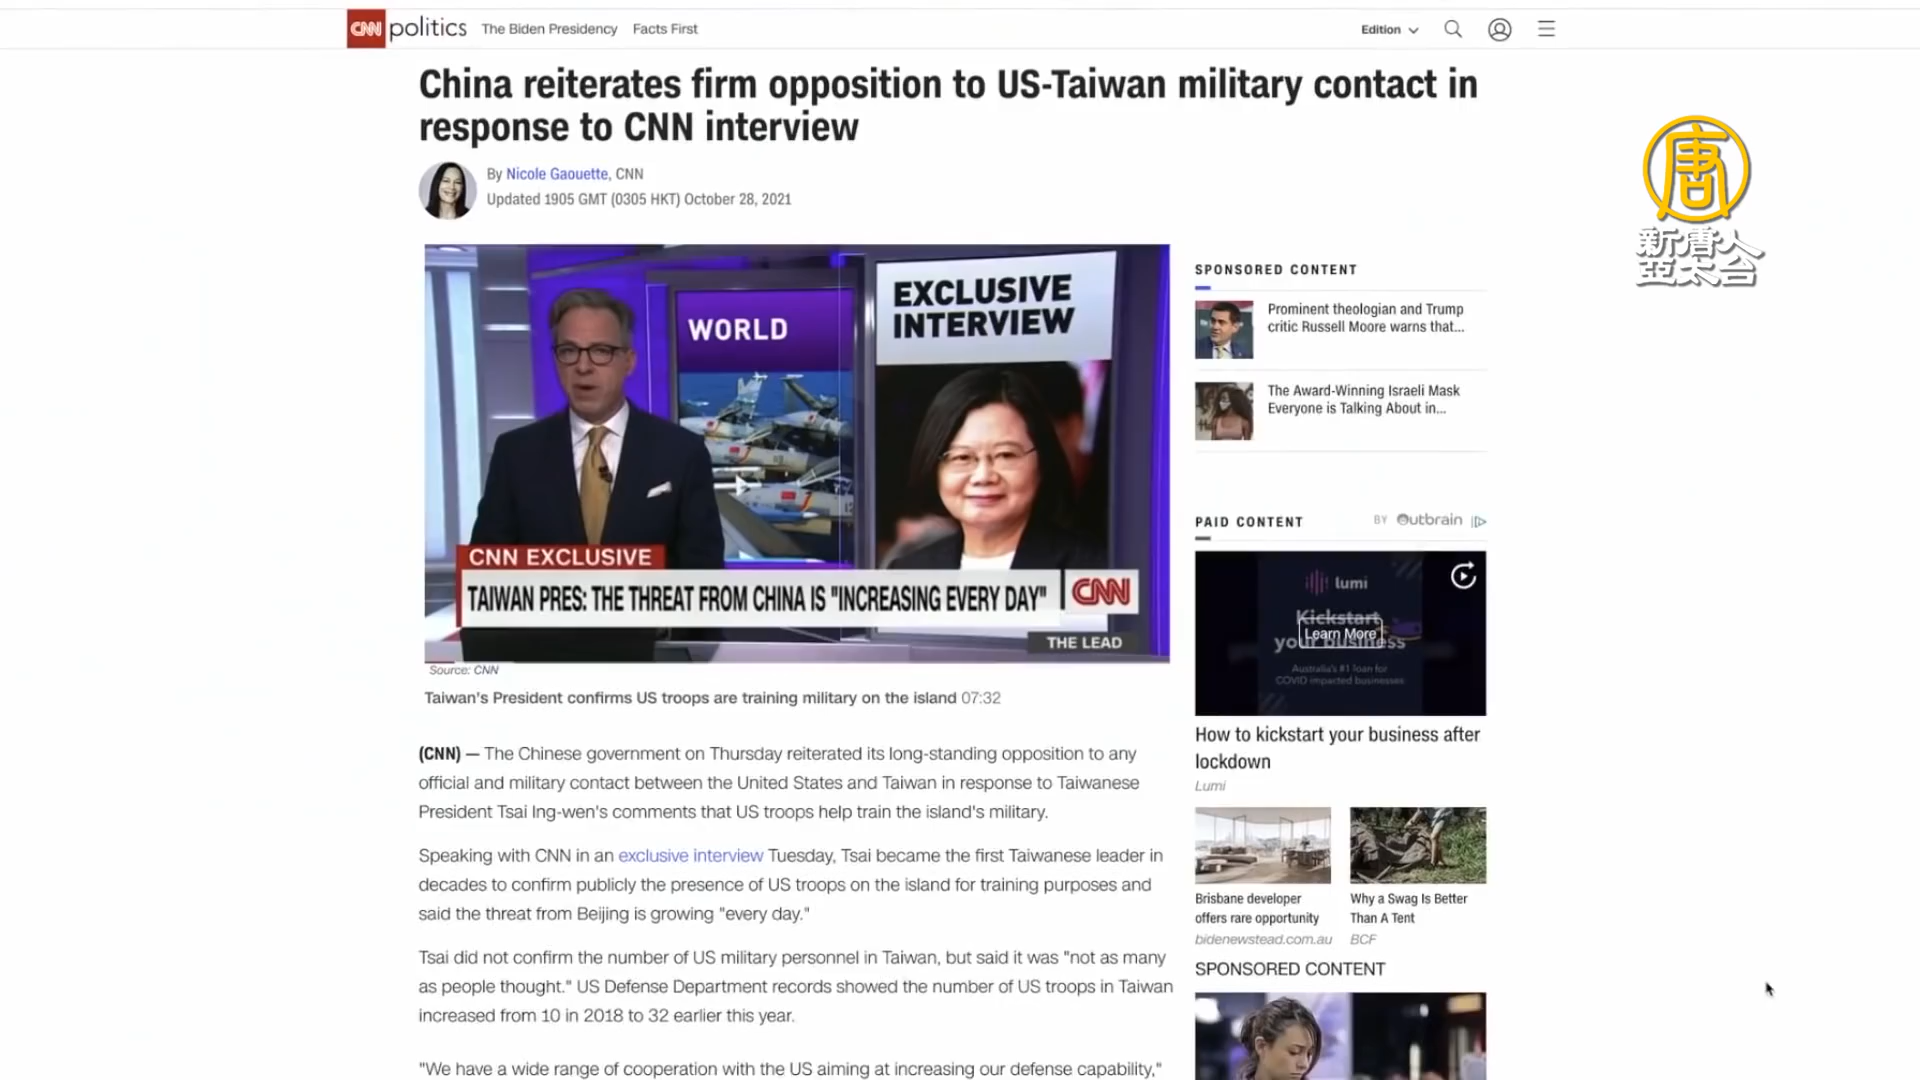 CNN politics The Biden Presidency Facts First Edition
China reiterates firm opposition to US-Taiwan military contact in
response to CNN interview
By Nicole Gaouette, CNN
Updated 1905 GMT (0305 HKT) October 28, 2021
唐
新唐人
亞太台
WORLD
EXCLUSIVE
INTERVIEW
CNN EXCLUSIVE
TAIWAN PRES: THE THREAT FROM CHINA IS "INCREASING EVERY DAY"
CNN
THE LEAD
Source: CNN
Taiwan's President confirms US troops are training military on the island 07:32
(CNN) — The Chinese government on Thursday reiterated its long-standing opposition to any
official and military contact between the United States and Taiwan in response to Taiwanese
President Tsai Ing-wen's comments that US troops help train the island's military.
Speaking with CNN in an exclusive interview Tuesday, Tsai became the first Taiwanese leader in
decades to confirm publicly the presence of US troops on the island for training purposes and
said the threat from Beijing is growing "every day."
Tsai did not confirm the number of US military personnel in Taiwan, but said it was "not as many
as people thought." US Defense Department records showed the number of US troops in Taiwan
increased from 10 in 2018 to 32 earlier this year.
"We have a wide range of cooperation with the US aiming at increasing our defense capability,"
SPONSORED CONTENT
Prominent theologian and Trump
critic Russell Moore warns that...
The Award-Winning Israeli Mask
Everyone is Talking About in...
PAID CONTENT BY Outbrain
lumi
Kickstart
your business
Learn More
Australia's #1 loan for
COVID impacted businesses
How to kickstart your business after
lockdown
Lumi
Brisbane developer
offers rare opportunity
bidenewstead.com.au
Why a Swag Is Better
Than A Tent
BCF
SPONSORED CONTENT